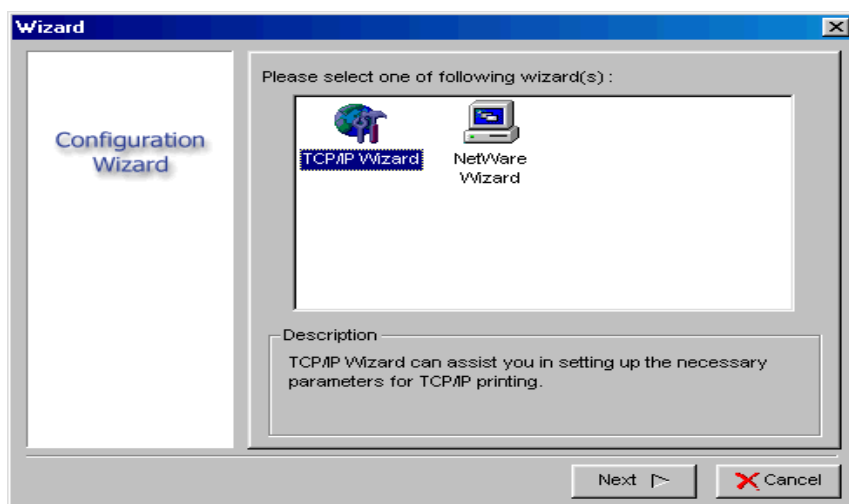 Wizard
Configuration
Wizard
Please select one of following wizard(s) :
TCP/IP Wizard
NetWare
Wizard
Description
TCP/IP Wizard can assist you in setting up the necessary
parameters for TCP/IP printing.
Next
Cancel